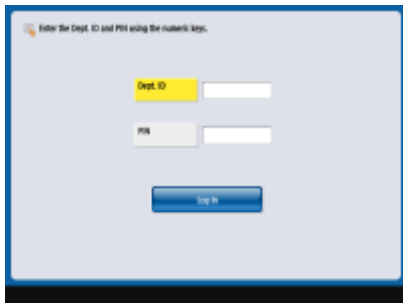 Enter the Dept. ID and PIN using the numeric keys.
Dept. ID
PIN
Log In